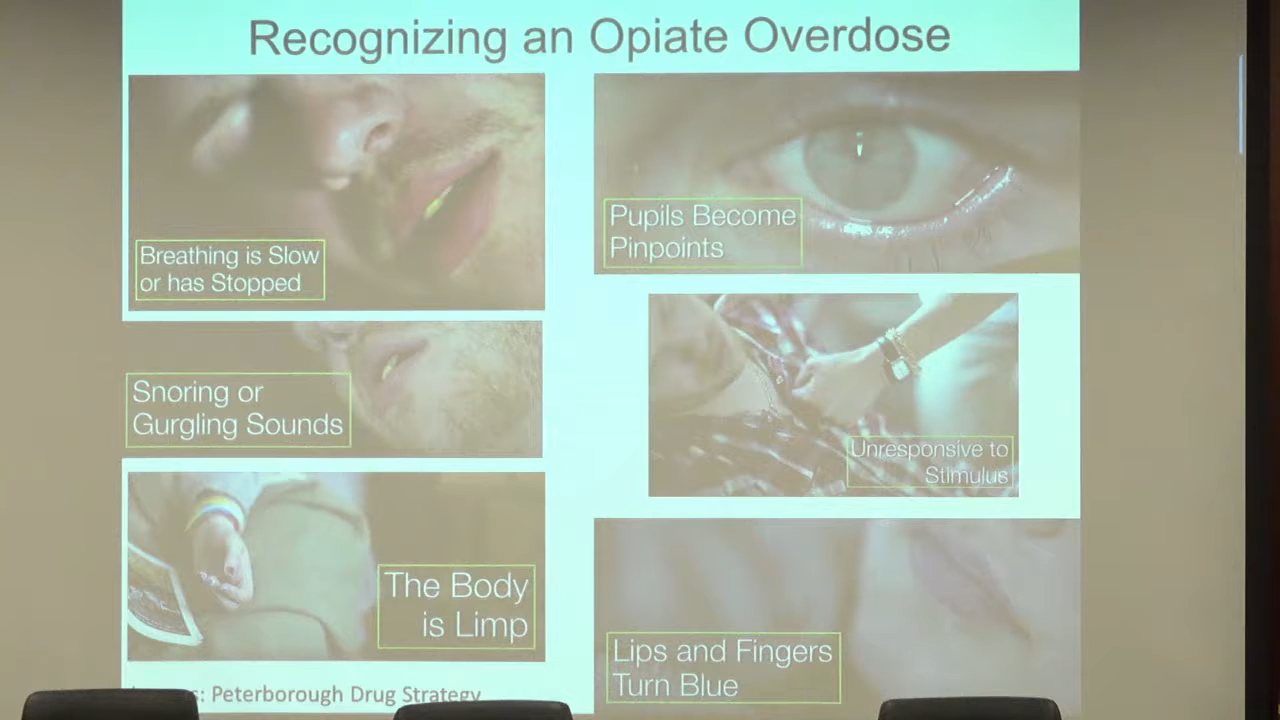 Recognizing an Opiate Overdose
Breathing is Slow
or has Stopped
Pupils Become
Pinpoints
Snoring or
Gurgling Sounds
Unresponsive to
Stimulus
The Body
is Limp
Lips and Fingers
Turn Blue
Peterborough Drug Strategy